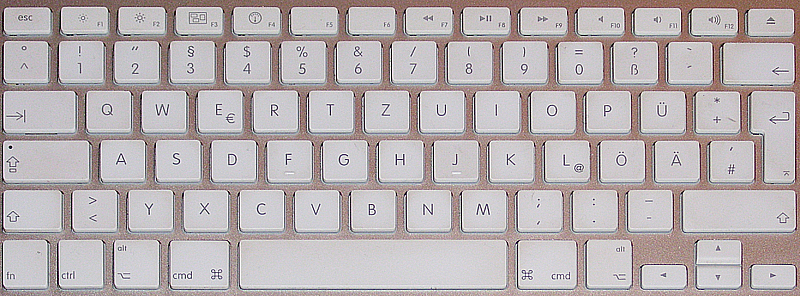 esc F1 F2 F3 F4 F5 F6 F7 F8 F9 F10 F11 F12
° ! “ § $ % & / ( ) = ? `
^ 1 2 3 4 5 6 7 8 9 0 ß ´
Q W E € R T Z U I O P Ü * +
A S D F G H J K L @ Ö Ä ' #
> < Y X C V B N M ; , : . _ -
fn ctrl alt cmd ⌘ ⌘ cmd alt